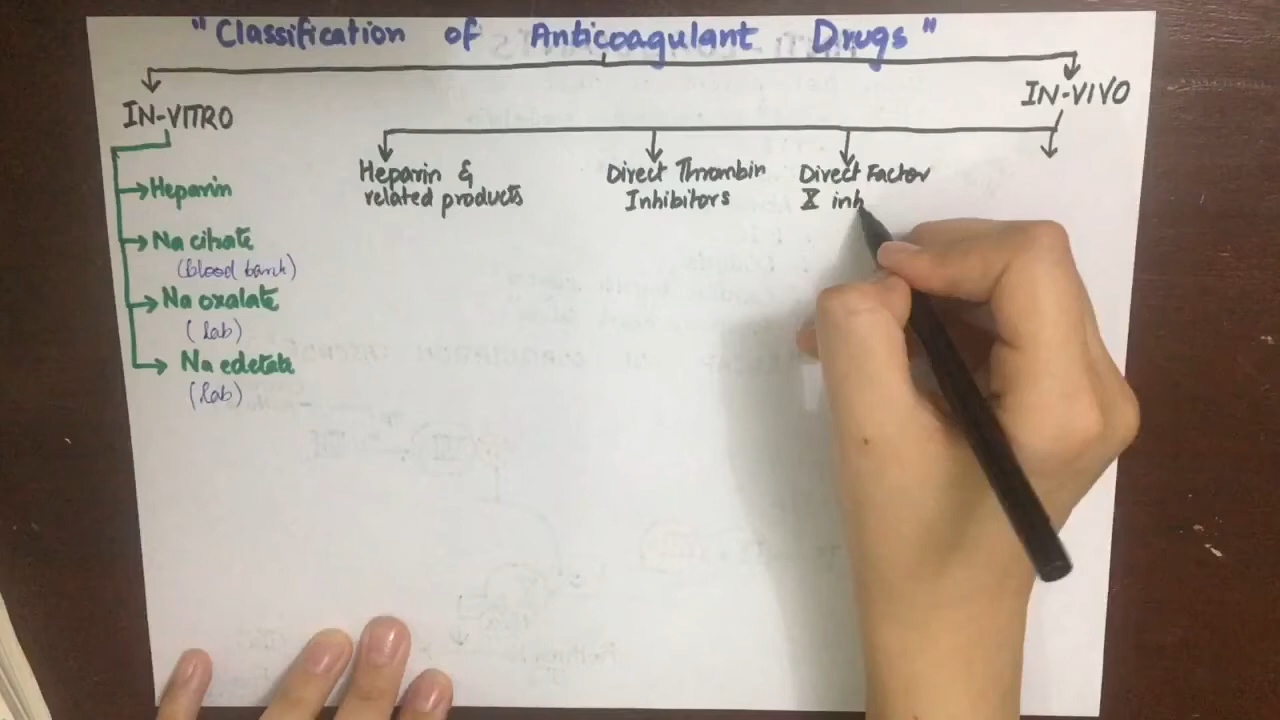 "Classification of Anticoagulant Drugs"
IN-VITRO
Heparin
Na citrate
(blood bank)
Na oxalate
(Lab)
Na edetate
(Lab)
IN-VIVO
Heparin &
related products
Direct Thrombin
Inhibitors
Direct Factor
X inh